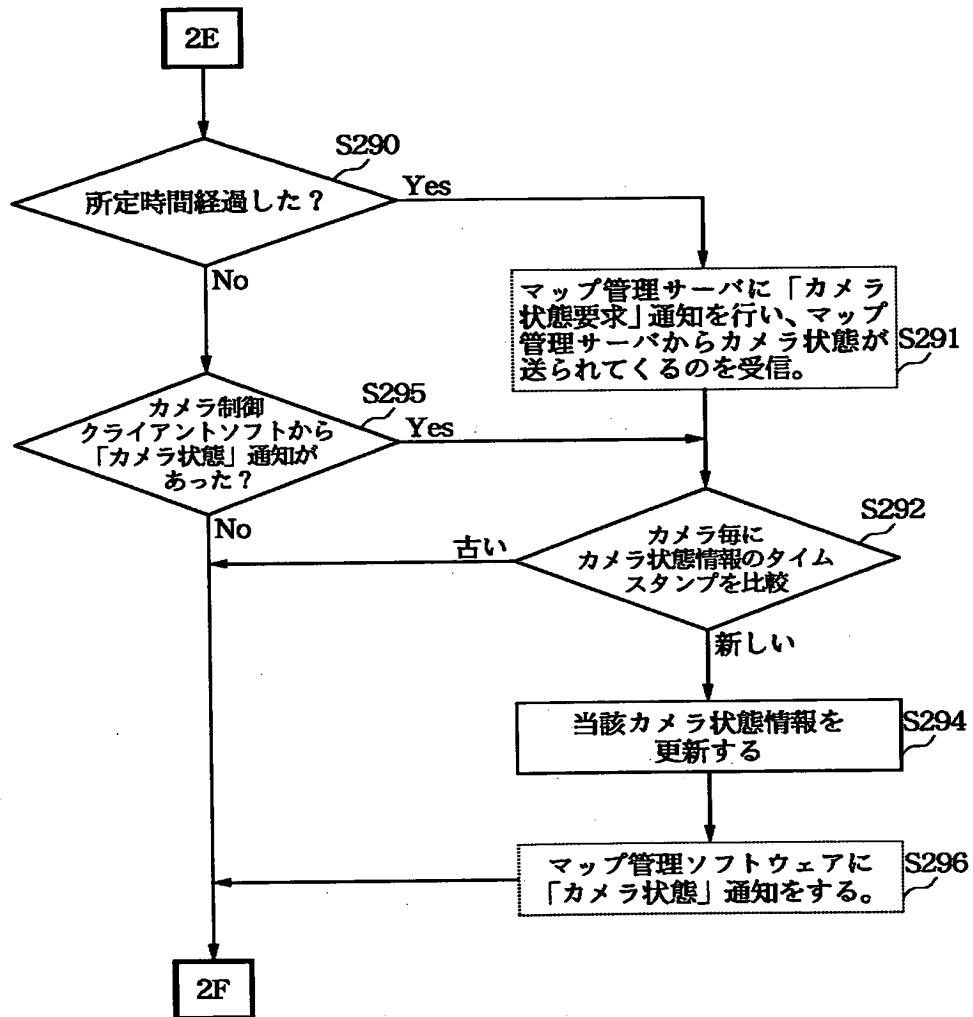 2E
S290
所定時間経過した?
Yes
No
マップ管理サーバに「カメラ
状態要求」通知を行い、マップ
管理サーバからカメラ状態が
送られてくるのを受信。
S291
S295
カメラ制御
クライアントソフトから
「カメラ状態」通知が
あった?
Yes
No
S292
カメラ毎に
カメラ状態情報のタイム
スタンプを比較
古い
新しい
当該カメラ状態情報を
更新する
S294
マップ管理ソフトウェアに
「カメラ状態」通知をする。
S296
2F